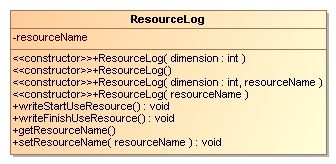 ResourceLog
-resourceName
<<constructor>>+ResourceLog( dimension : int )
<<constructor>>+ResourceLog()
<<constructor>>+ResourceLog( dimension : int, resourceName )
<<constructor>>+ResourceLog( resourceName )
+writeStartUseResource() : void
+writeFinishUseResource() : void
+getResourceName()
+setResourceName( resourceName ) : void